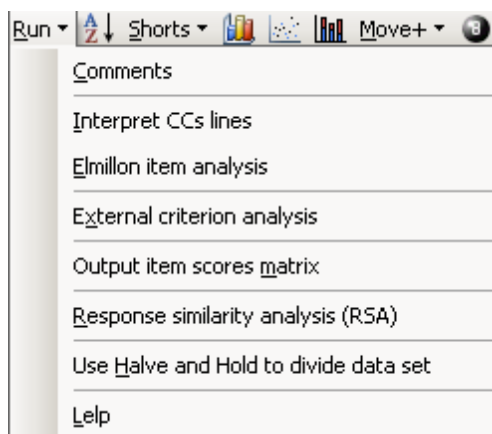 Run Shorts Move+
Comments
Interpret CCs lines
Elmillon item analysis
External criterion analysis
Output item scores matrix
Response similarity analysis (RSA)
Use Halve and Hold to divide data set
Lelp